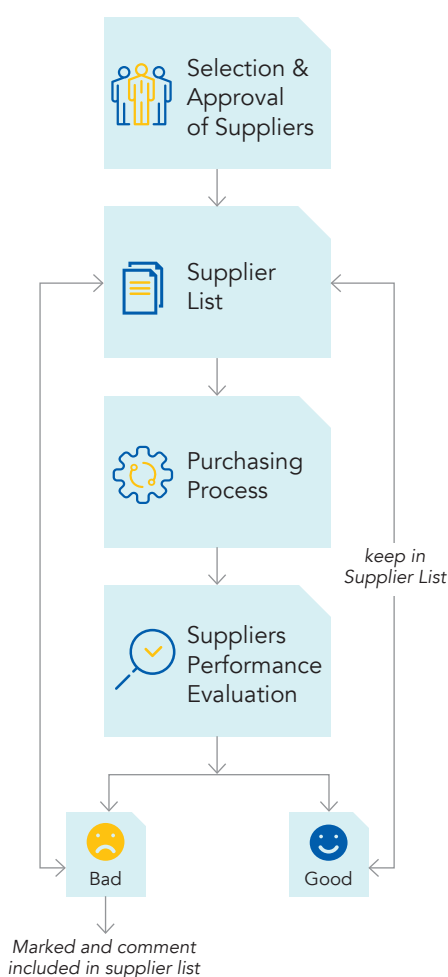 Selection &
Approval
of Suppliers
Supplier
List
Purchasing
Process
keep in
Supplier List
Suppliers
Performance
Evaluation
Bad
Good
Marked and comment
included in supplier list